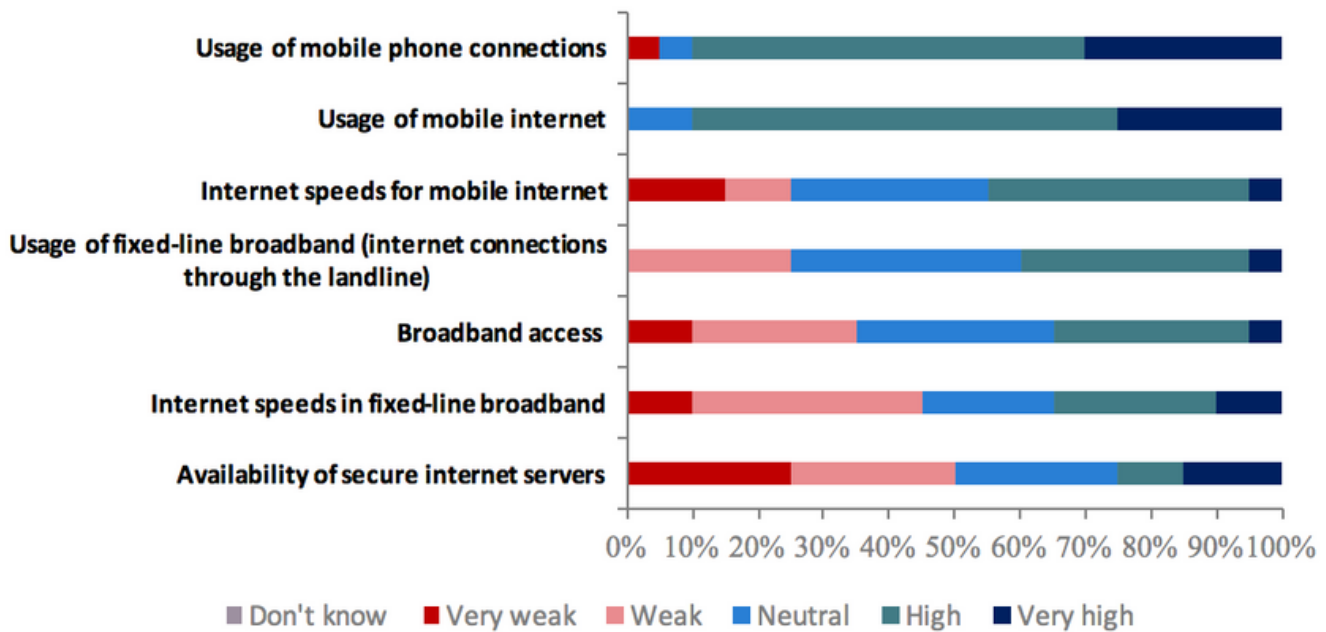 Usage of mobile phone connections
Usage of mobile internet
Internet speeds for mobile internet
Usage of fixed-line broadband (internet connections
through the landline)
Broadband access
Internet speeds in fixed-line broadband
Availability of secure internet servers
0% 10% 20% 30% 40% 50% 60% 70% 80% 90% 100%
Don't know Very weak Weak Neutral High Very high